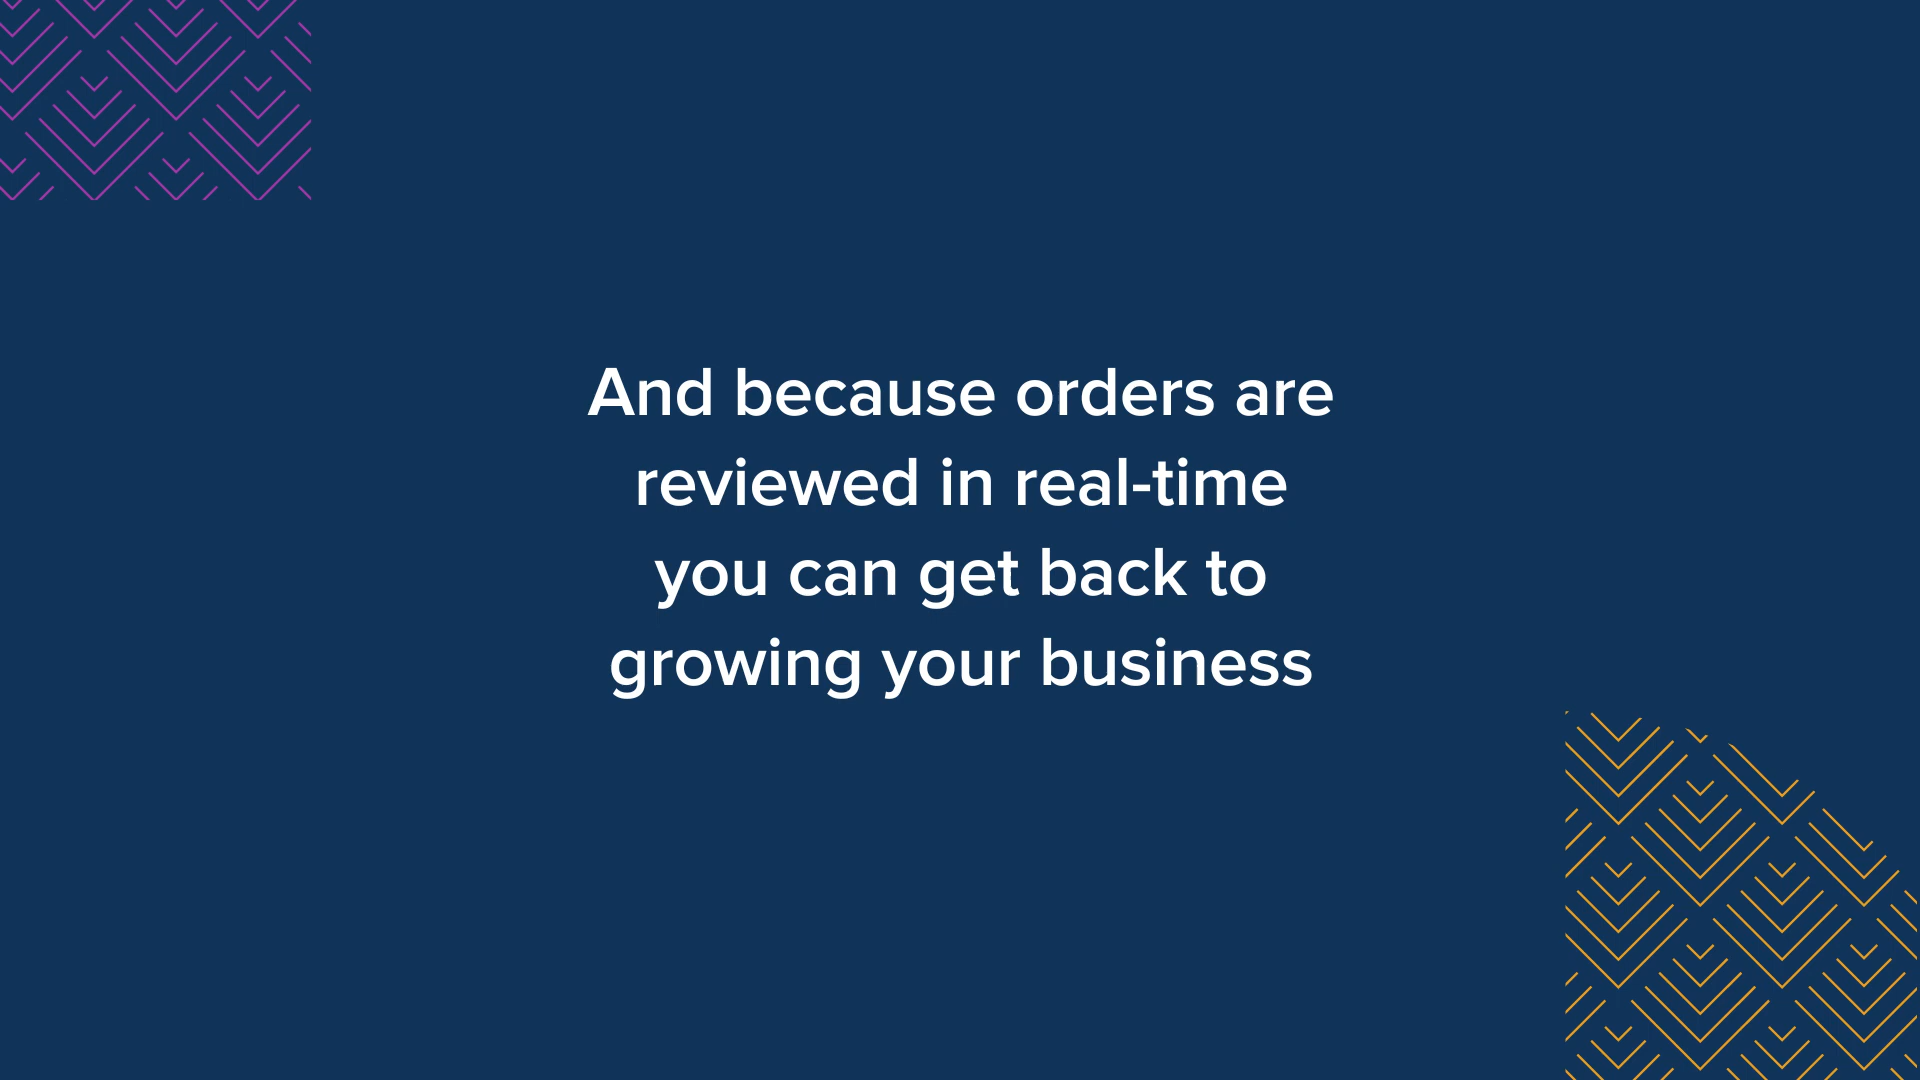 And because orders are
reviewed in real-time
you can get back to
growing your business